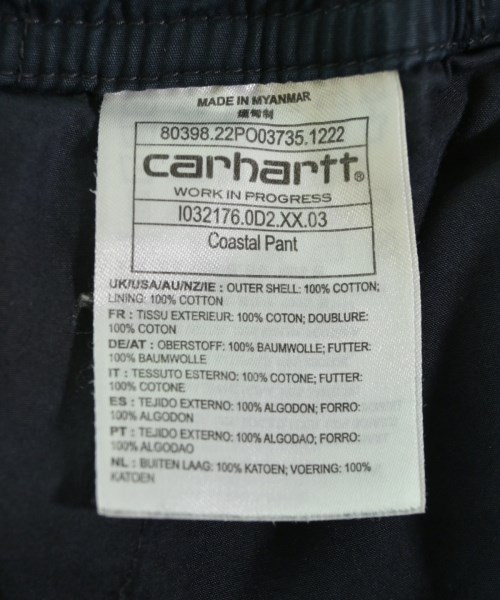 MADE IN MYANMAR
缅甸制
80398.22PO03735.1222
carhartt®
WORK IN PROGRESS
I032176.0D2.XX.03
Coastal Pant
UK/USA/AU/NZ/IE : OUTER SHELL: 100% COTTON;
LINING: 100% COTTON
FR : TISSU EXTERIEUR: 100% COTON; DOUBLURE:
100% COTON
DE/AT : OBERSTOFF: 100% BAUMWOLLE; FUTTER:
100% BAUMWOLLE
IT : TESSUTO ESTERNO: 100% COTONE; FUTTER:
100% COTONE
ES : TEJIDO EXTERNO: 100% ALGODON; FORRO:
100% ALGODON
PT : TEJIDO EXTERNO: 100% ALGODAO; FORRO:
100% ALGODAO
NL : BUITEN LAAG: 100% KATOEN; VOERING: 100%
KATOEN